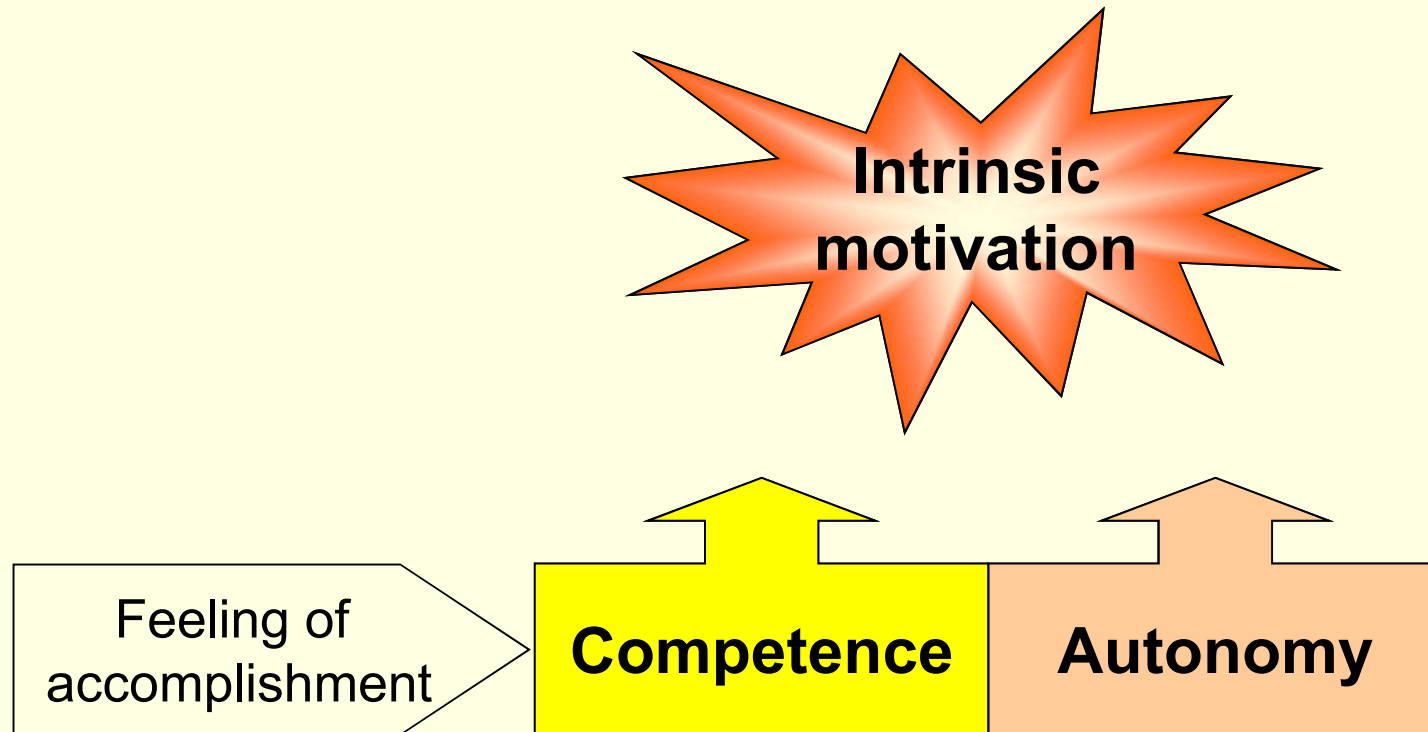 Intrinsic
motivation
Feeling of
accomplishment
Competence
Autonomy